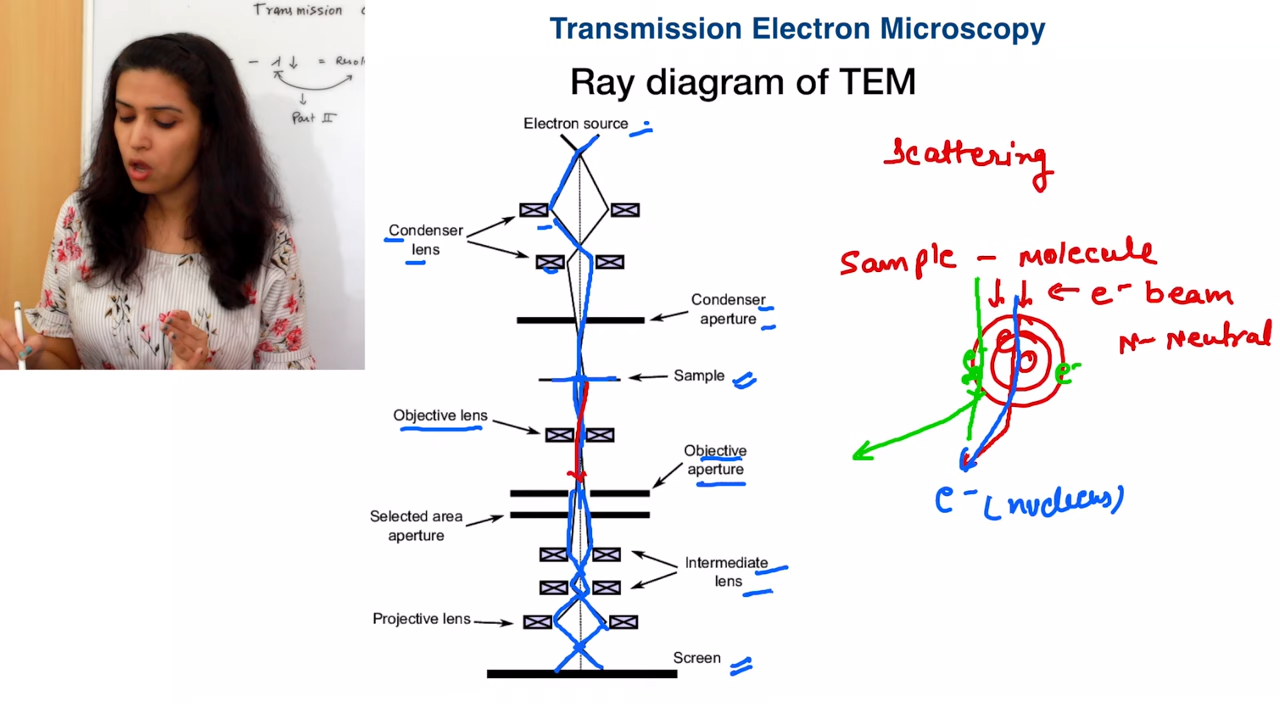 Transmission
- λ ↓ = Resol
↓
Part II
Transmission Electron Microscopy
Ray diagram of TEM
Electron source
Condenser
lens
Condenser
aperture
Sample
Objective lens
Objective
aperture
Selected area
aperture
Intermediate
lens
Projective lens
Screen
Scattering
Sample - molecule
↓↓ ← e- beam
N- Neutral
e-
e-
e- (nucleus)